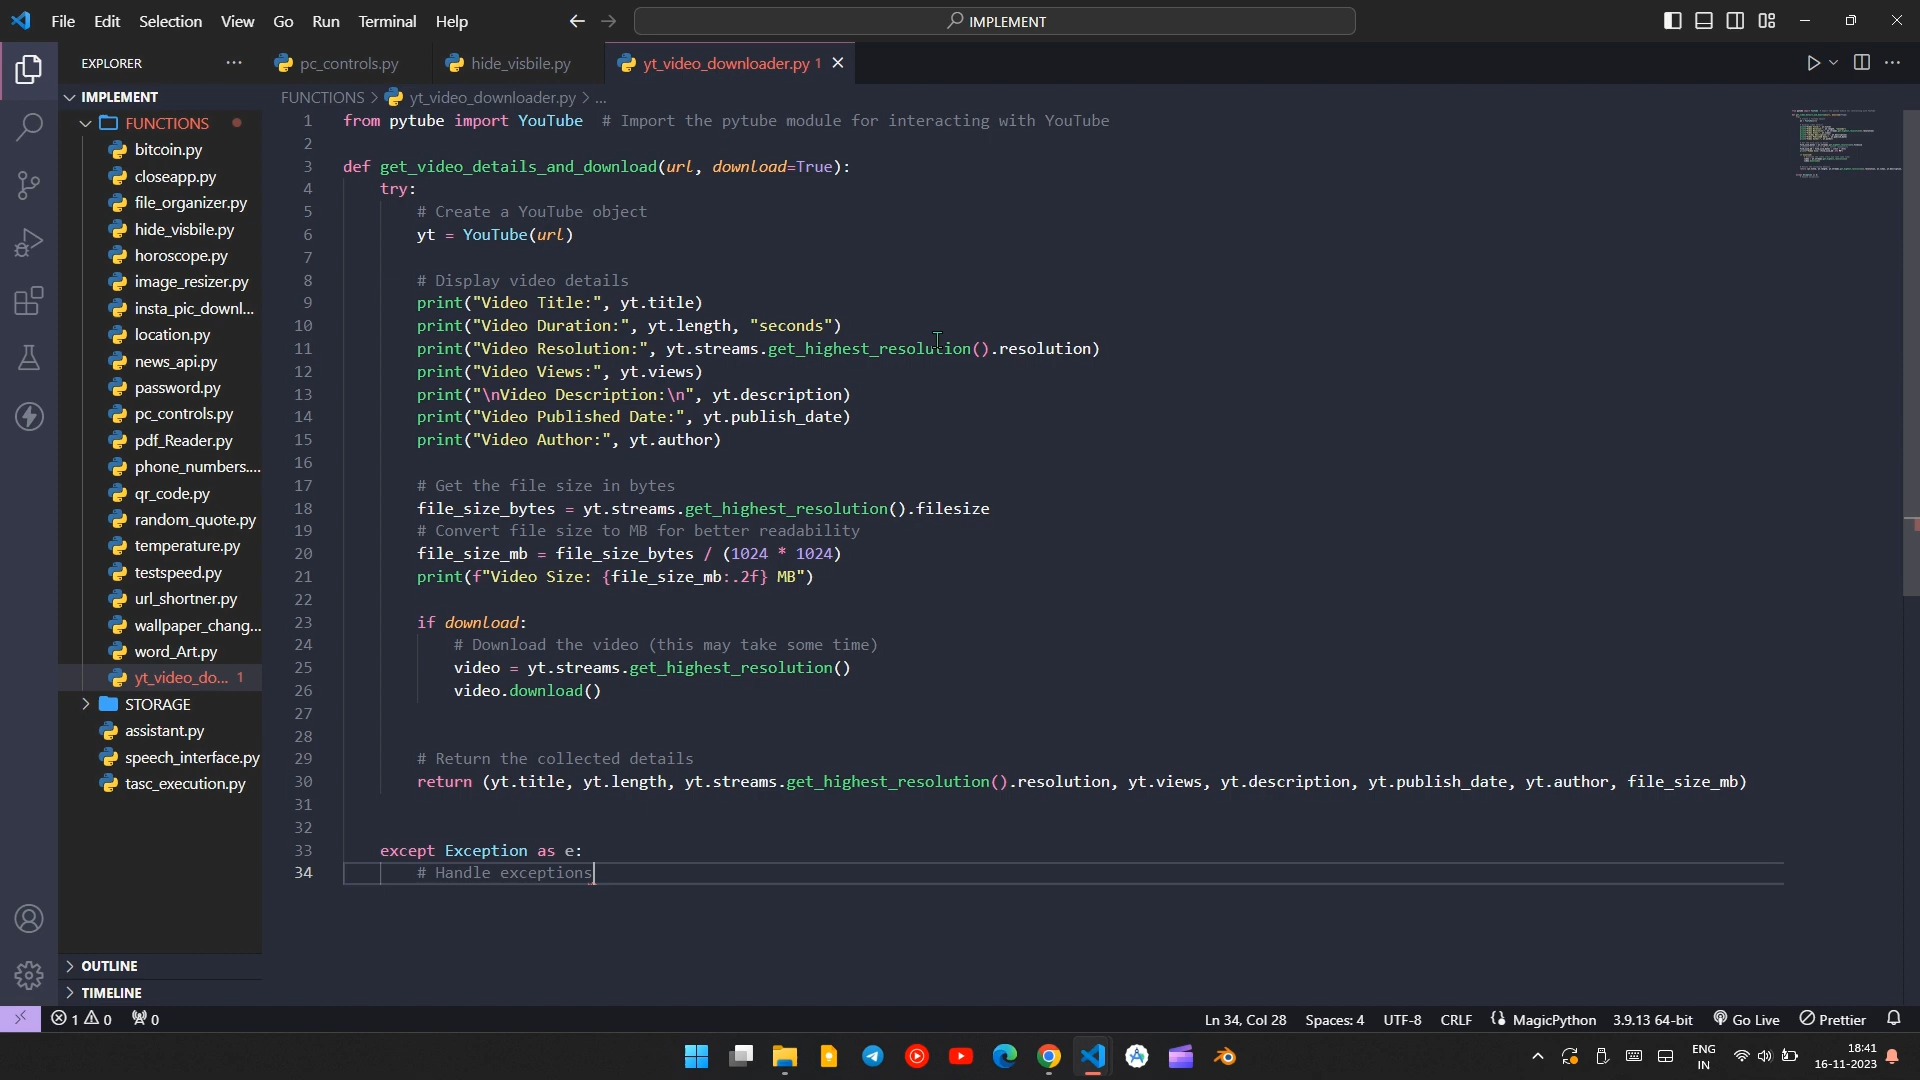 File Edit Selection View Go Run Terminal Help
IMPLEMENT
EXPLORER
pc_controls.py
hide_visbile.py
yt_video_downloader.py 1
IMPLEMENT
FUNCTIONS
bitcoin.py
closeapp.py
file_organizer.py
hide_visbile.py
horoscope.py
image_resizer.py
insta_pic_downl...
location.py
news_api.py
password.py
pc_controls.py
pdf_Reader.py
phone_numbers....
qr_code.py
random_quote.py
temperature.py
testspeed.py
url_shortner.py
wallpaper_chang...
word_Art.py
yt_video_do... 1
STORAGE
assistant.py
speech_interface.py
tasc_execution.py
OUTLINE
TIMELINE
FUNCTIONS > yt_video_downloader.py > ...
1 from pytube import YouTube # Import the pytube module for interacting with YouTube
2
3 def get_video_details_and_download(url, download=True):
4 try:
5 # Create a YouTube object
6 yt = YouTube(url)
7
8 # Display video details
9 print("Video Title:", yt.title)
10 print("Video Duration:", yt.length, "seconds")
11 print("Video Resolution:", yt.streams.get_highest_resolution().resolution)
12 print("Video Views:", yt.views)
13 print("\nVideo Description:\n", yt.description)
14 print("Video Published Date:", yt.publish_date)
15 print("Video Author:", yt.author)
16
17 # Get the file size in bytes
18 file_size_bytes = yt.streams.get_highest_resolution().filesize
19 # Convert file size to MB for better readability
20 file_size_mb = file_size_bytes / (1024 * 1024)
21 print(f"Video Size: {file_size_mb:.2f} MB")
22
23 if download:
24 # Download the video (this may take some time)
25 video = yt.streams.get_highest_resolution()
26 video.download()
27
28
29 # Return the collected details
30 return (yt.title, yt.length, yt.streams.get_highest_resolution().resolution, yt.views, yt.description, yt.publish_date, yt.author, file_size_mb)
31
32
33 except Exception as e:
34 # Handle exceptions
1 0 0
Ln 34, Col 28 Spaces: 4 UTF-8 CRLF MagicPython 3.9.13 64-bit Go Live Prettier
ENG
IN
18:41
16-11-2023